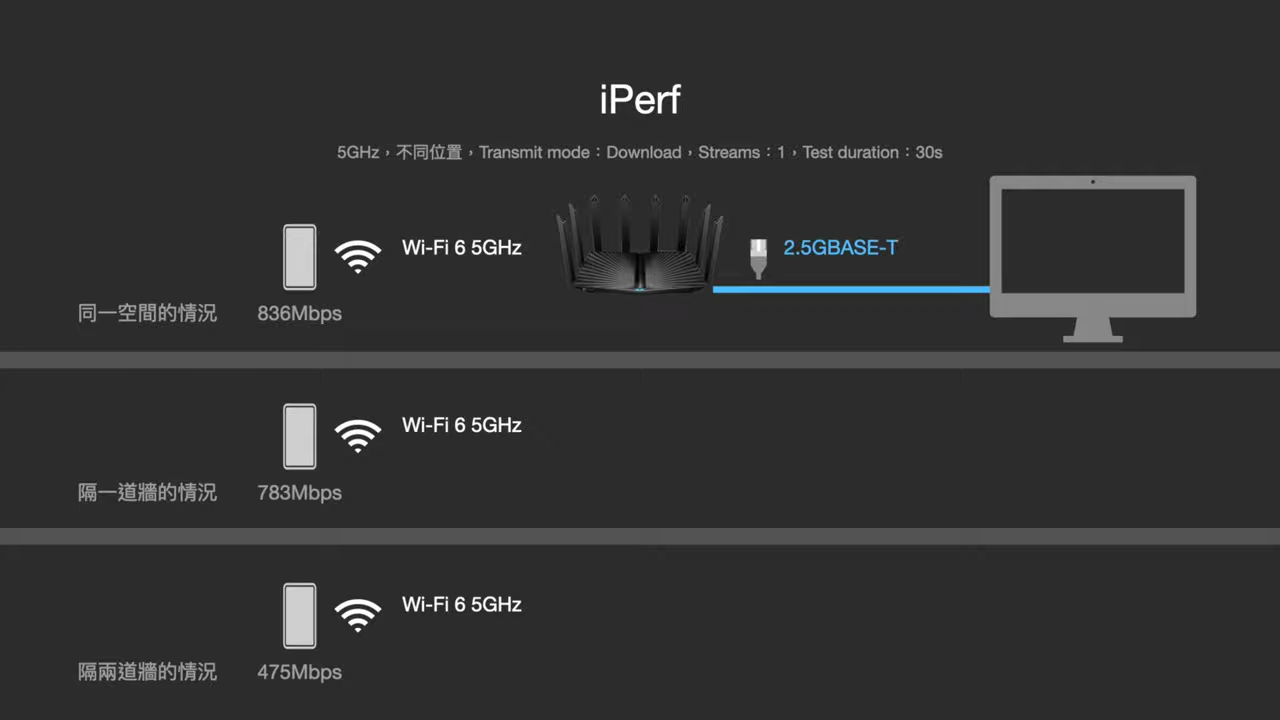 iPerf
5GHz，不同位置，Transmit mode：Download，Streams：1，Test duration：30s
Wi-Fi 6 5GHz
2.5GBASE-T
同一空間的情況
836Mbps
Wi-Fi 6 5GHz
隔一道牆的情況
783Mbps
Wi-Fi 6 5GHz
隔兩道牆的情況
475Mbps